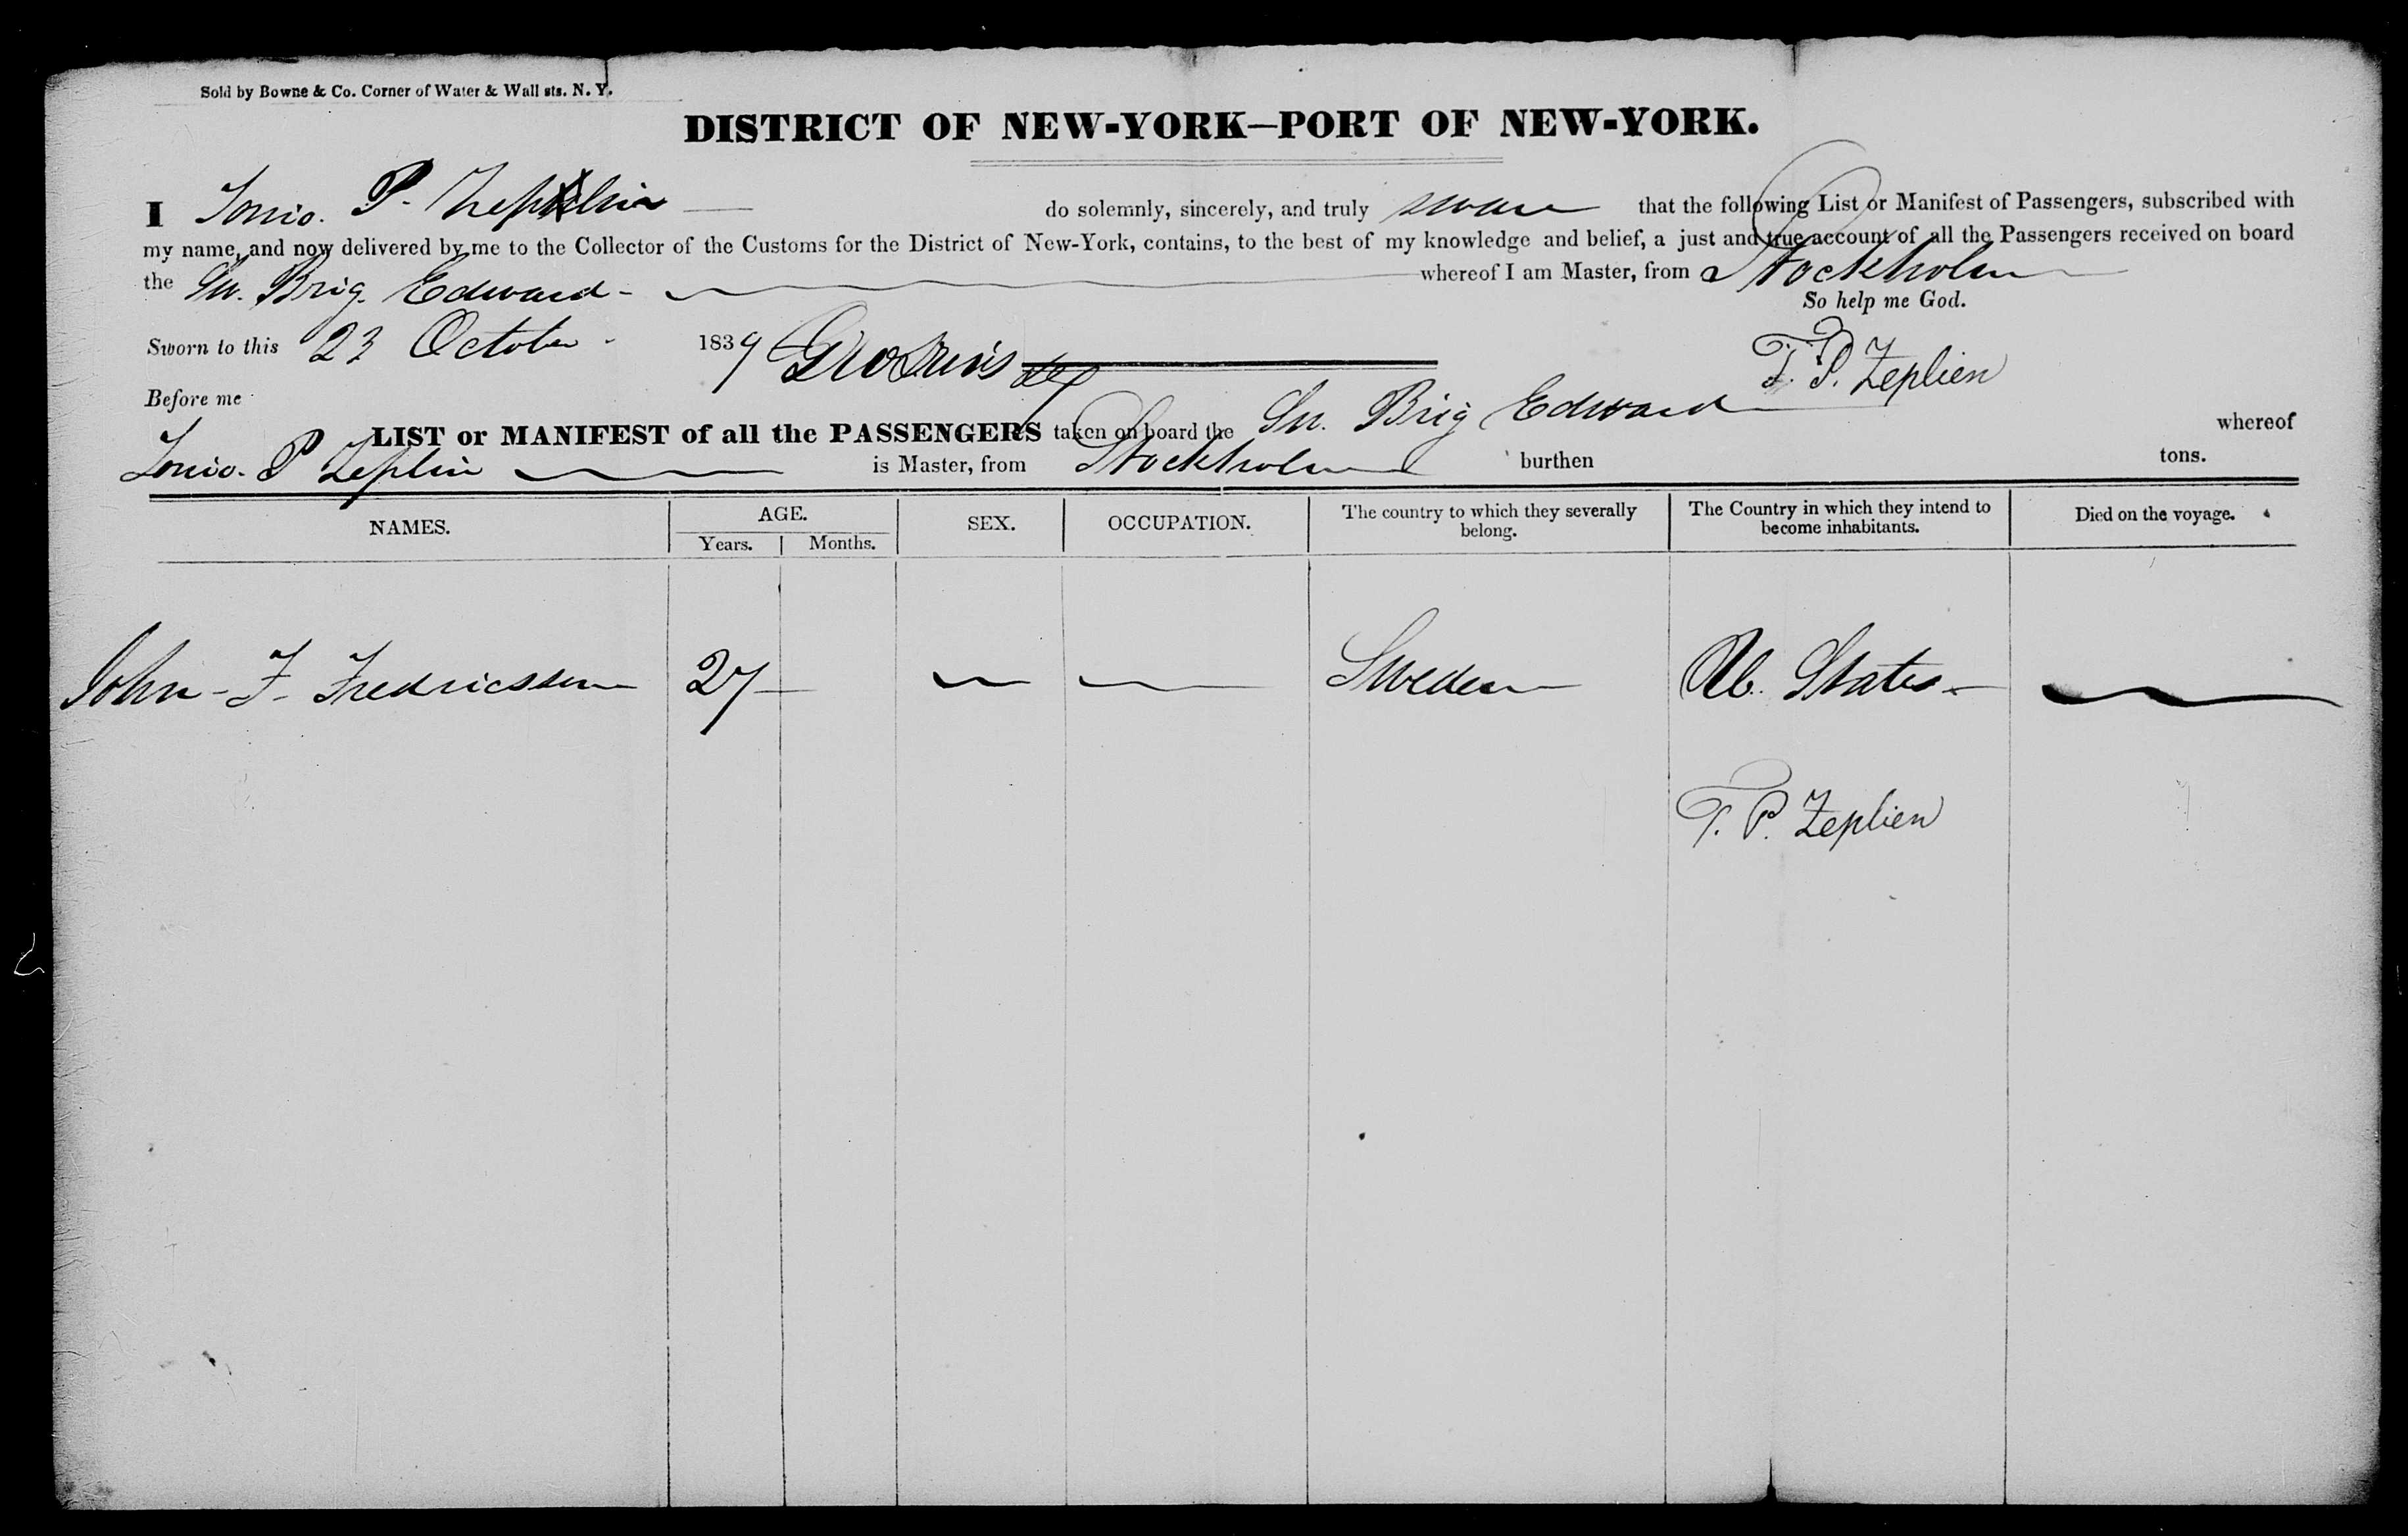 Sold by Bowne & Co. Corner of Water & Wall sts. N. Y.
DISTRICT OF NEW-YORK—PORT OF NEW-YORK.
I P. Zeplin do solemnly, sincerely, and truly swear that the following List or Manifest of Passengers, subscribed with
my name, and now delivered by me to the Collector of the Customs for the District of New-York, contains, to the best of my knowledge and belief, a just and true account of all the Passengers received on board
the Sw. Brig. Edward - whereof I am Master, from Stockholm
So help me God.
Sworn to this 23 October 1839
T. P. Zeplien
Before me
LIST or MANIFEST of all the PASSENGERS taken on board the Sw. Brig Edward whereof
P Zeplin is Master, from Stockholm burthen tons.
NAMES. AGE. SEX. OCCUPATION. The country to which they severally belong. The Country in which they intend to become inhabitants. Died on the voyage.
Years. Months.
John - F - Fredricsson 27 Sweden U. States -
T. P. Zeplien